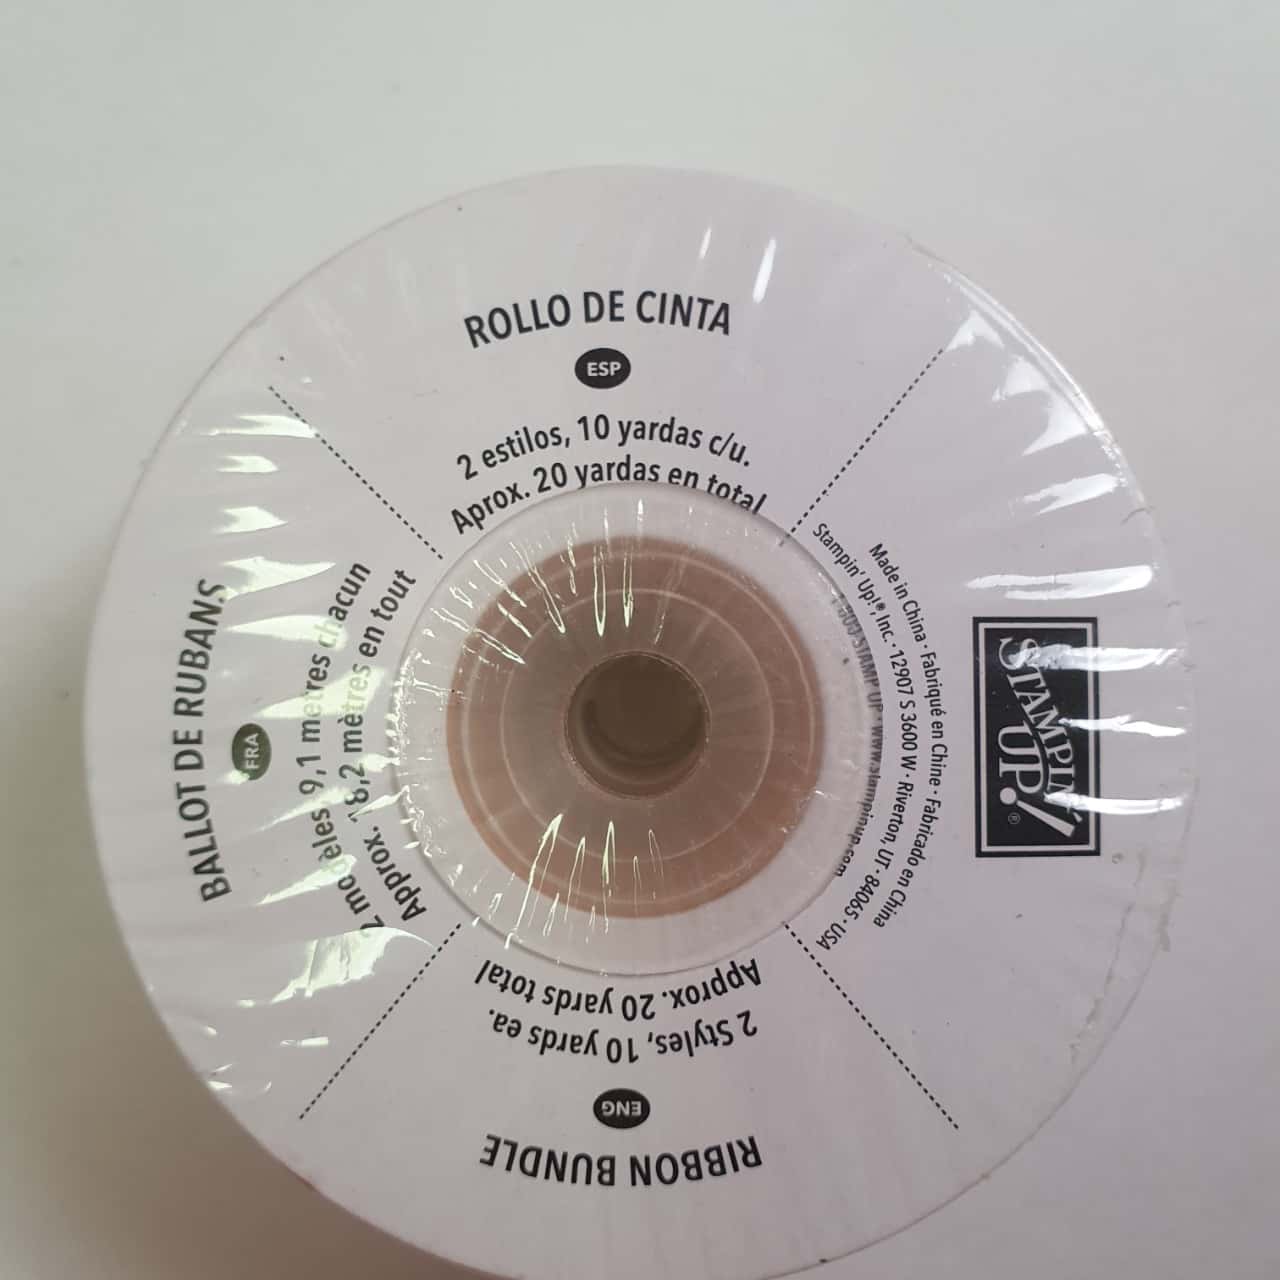 ROLLO DE CINTA
ESP
2 estilos, 10 yardas c/u.
Aprox. 20 yardas en total
BALLOT DE RUBANS
FRA
2 modèles 9,1 mètres chacun
Approx. 18,2 mètres en tout
RIBBON BUNDLE
ENG
2 Styles, 10 yards ea.
Approx. 20 yards total
STAMPIN'
UP!®
Made in China · Fabriqué en Chine · Fabricado en China
Stampin' Up!®, Inc. · 12907 S 3600 W · Riverton, UT · 84065 · USA
1-800-STAMP UP · www.stampinup.com